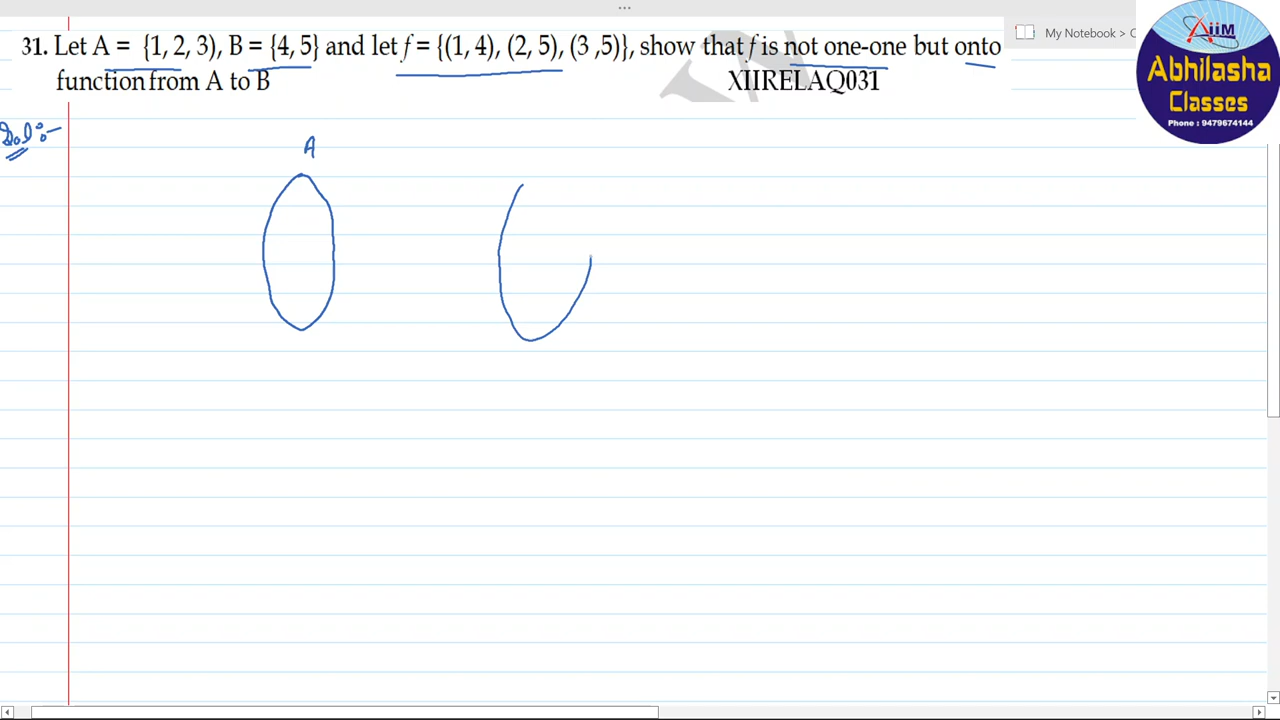 31. Let A = {1, 2, 3), B = {4, 5} and let f = {(1, 4), (2, 5), (3 ,5)}, show that f is not one-one but onto
function from A to B XIIRELAQ031
My Notebook > C
AiiM
Abhilasha
Classes
Phone : 9479674144
Sol:-
A